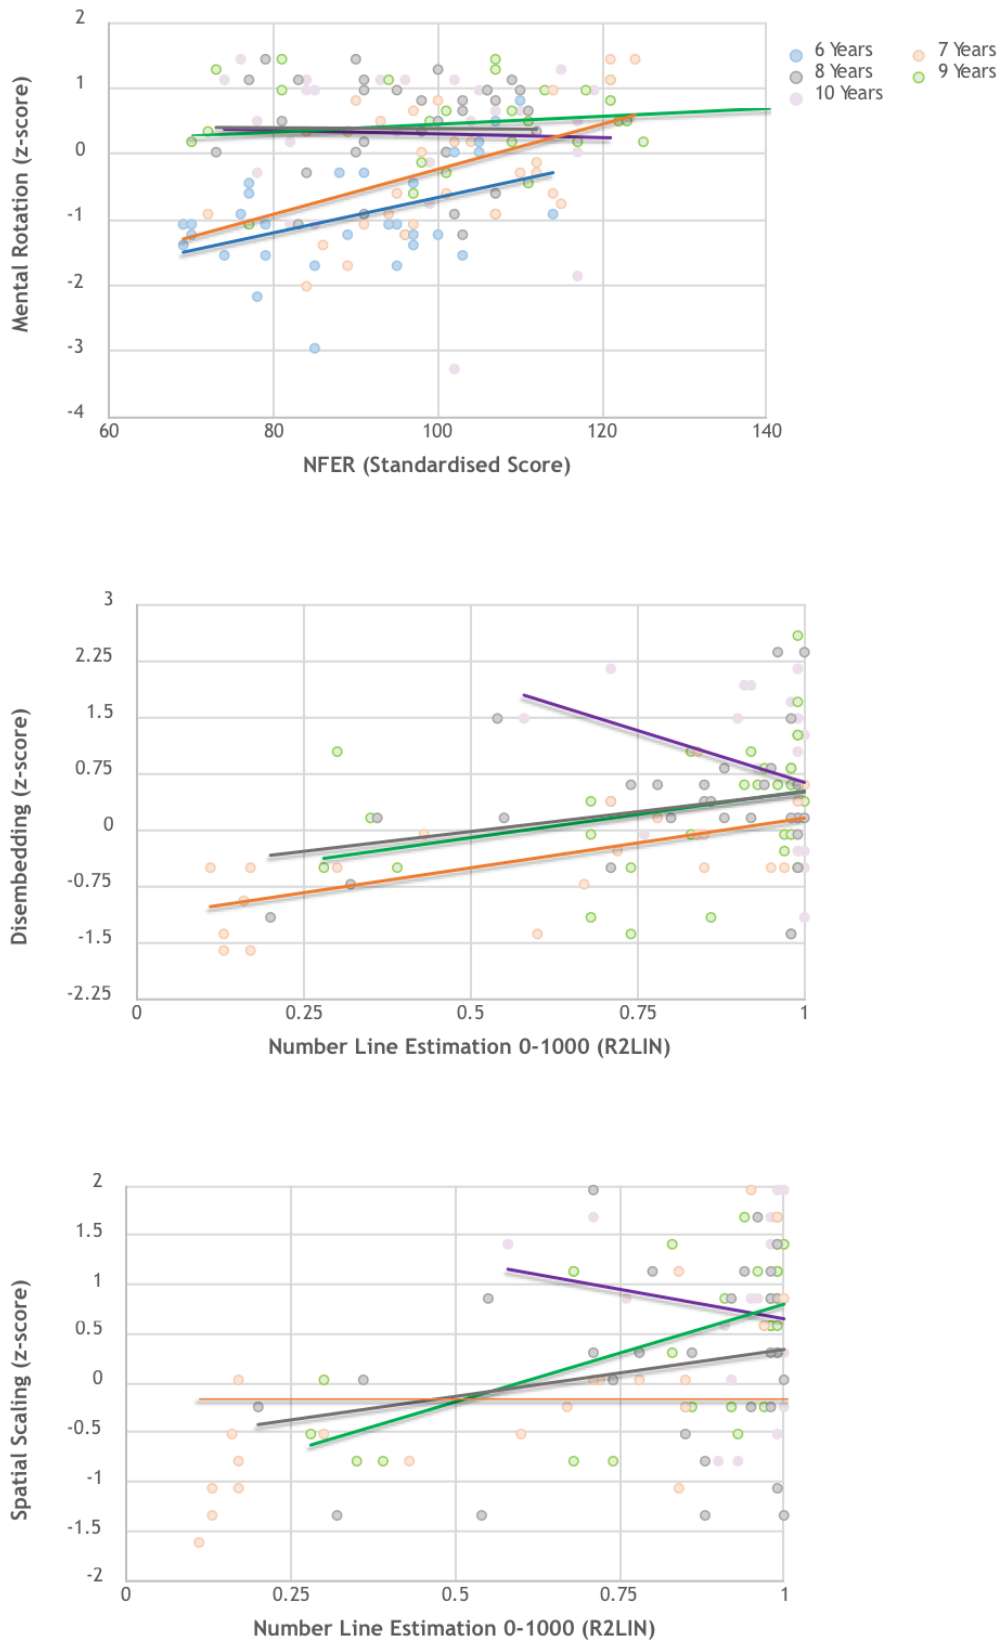 2
1
0
-1
-2
-3
-4
60 80 100 120 140
Mental Rotation (z-score)
NFER (Standardised Score)
6 Years 7 Years
8 Years 9 Years
10 Years
3
2.25
1.5
0.75
0
-0.75
-1.5
-2.25
0 0.25 0.5 0.75 1
Disembedding (z-score)
Number Line Estimation 0-1000 (R2LIN)
2
1.5
1
0.5
0
-0.5
-1
-1.5
-2
0 0.25 0.5 0.75 1
Spatial Scaling (z-score)
Number Line Estimation 0-1000 (R2LIN)